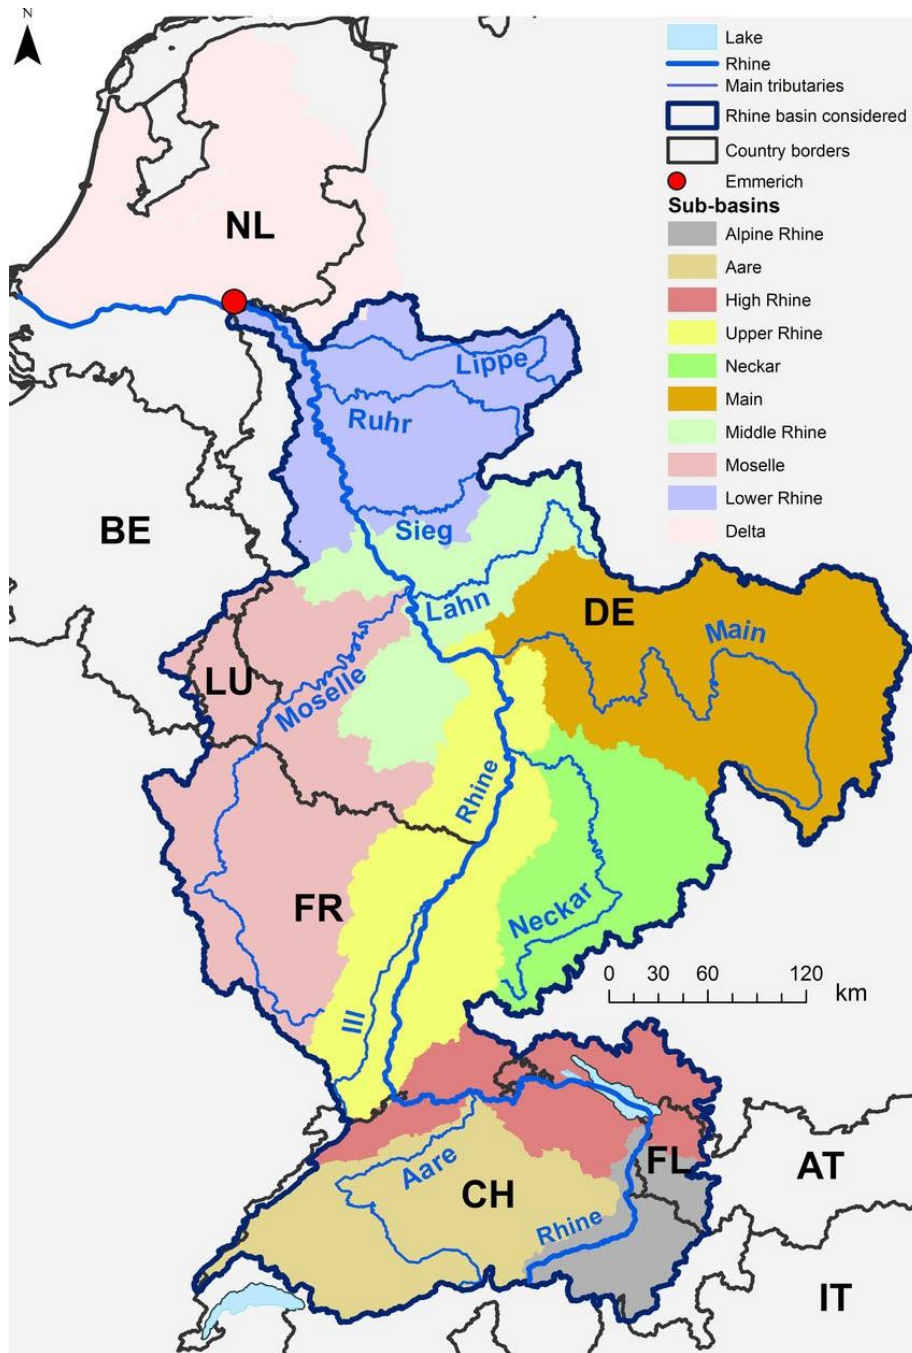 N
Lake
Rhine
Main tributaries
Rhine basin considered
Country borders
Emmerich
Sub-basins
Alpine Rhine
Aare
High Rhine
Upper Rhine
Neckar
Main
Middle Rhine
Moselle
Lower Rhine
Delta
NL
Lippe
Ruhr
BE
Sieg
Lahn
DE
Main
LU
Moselle
Rhine
FR
Neckar
0 30 60 120
km
Ill
Aare
FL
AT
CH
Rhine
IT